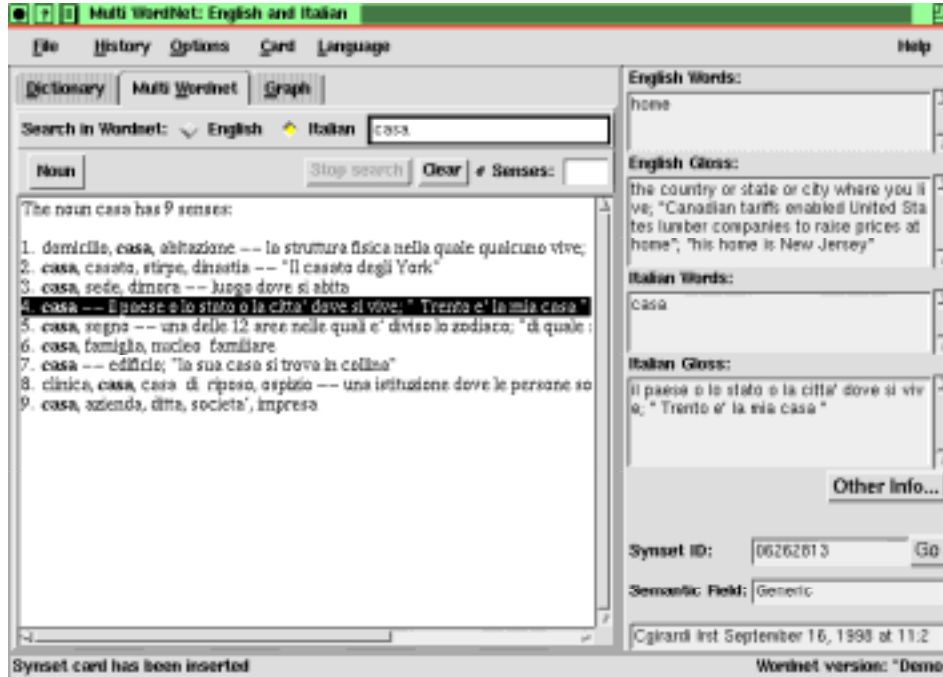 Multi WordNet: English and Italian
File History Options Card Language Help
Dictionary Multi Wordnet Graph
Search in Wordnet: English Italian casa
Noun Stop search Clear # Senses:
The noun casa has 9 senses:
1. domicilio, casa, abitazione -- la struttura fisica nella quale qualcuno vive;
2. casa, casato, stirpe, dinastia -- "Il casato degli York"
3. casa, sede, dimora -- luogo dove si abita
4. casa -- il paese o lo stato o la citta' dove si vive; " Trento e' la mia casa "
5. casa, segno -- una delle 12 aree nelle quali e' diviso lo zodiaco; "di quale
6. casa, famiglia, nucleo familiare
7. casa -- edificio; "la sua casa si trova in collina"
8. clinica, casa, casa di riposo, ospizio -- una istituzione dove le persone so
9. casa, azienda, ditta, societa', impresa
English Words:
home
English Gloss:
the country or state or city where you li
ve; "Canadian tariffs enabled United Sta
tes lumber companies to raise prices at
home"; "his home is New Jersey"
Italian Words:
casa
Italian Gloss:
il paese o lo stato o la citta' dove si viv
e; " Trento e' la mia casa "
Other Info...
Synset ID: 06262813 Go
Semantic Field: Generic
Cgirardi Irst September 16, 1998 at 11:2
Synset card has been inserted
Wordnet version: "Demo